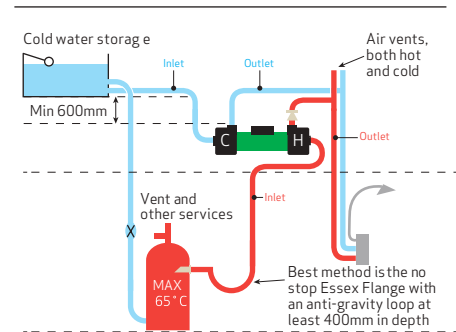 Cold water storag e
Inlet
Outlet
Air vents,
both hot
and cold
Min 600mm
C
H
Outlet
Inlet
Vent and
other services
MAX
65˚C
Best method is the no
stop Essex Flange with
an anti-gravity loop at
least 400mm in depth